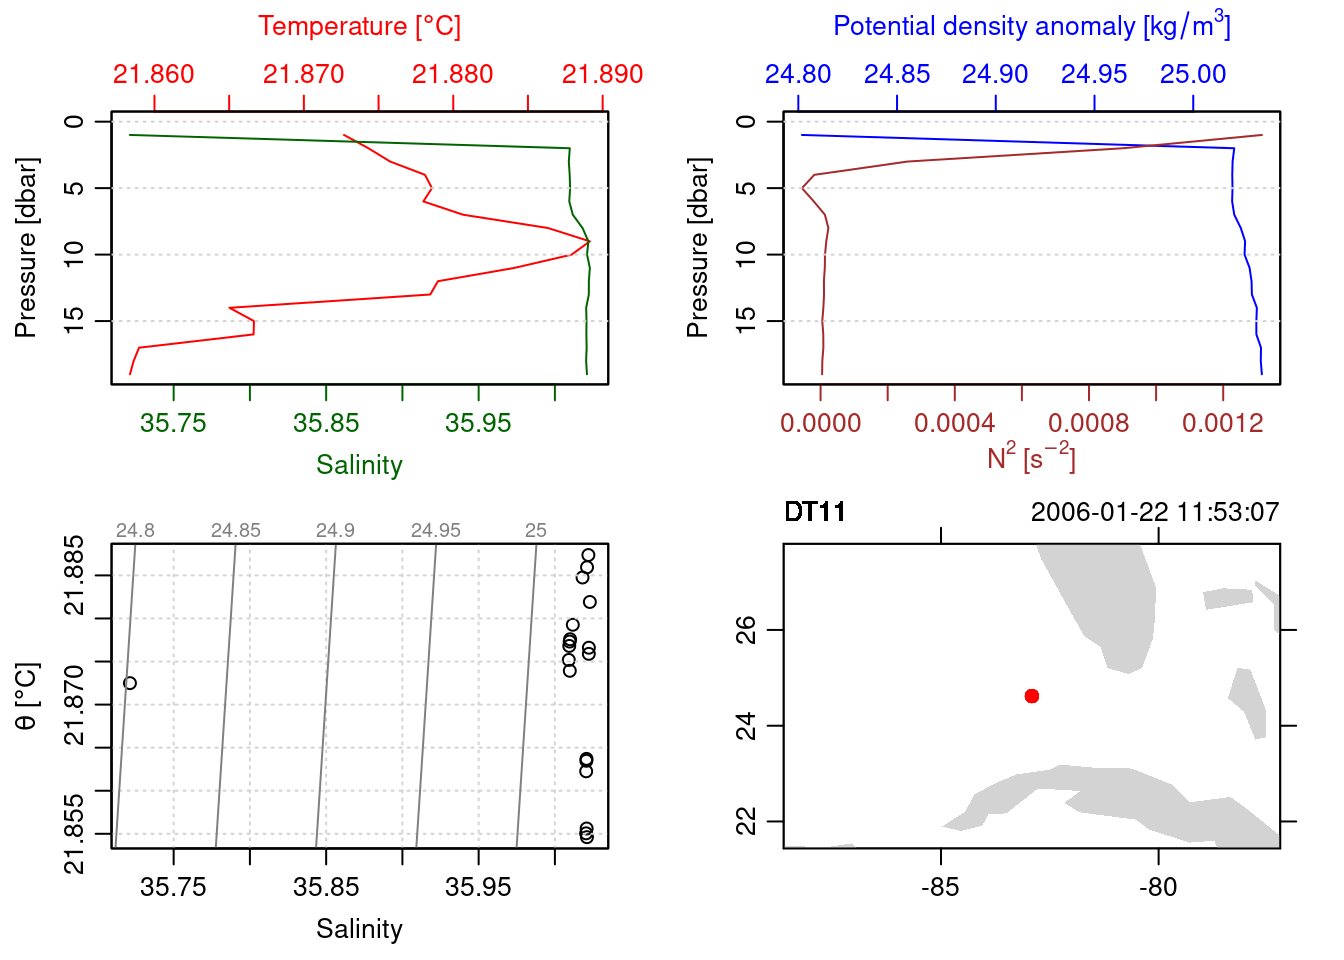 Temperature [°C]
21.860 21.870 21.880 21.890
0
5
10
15
Pressure [dbar]
35.75 35.85 35.95
Salinity
Potential density anomaly [kg/m³]
24.80 24.85 24.90 24.95 25.00
0
5
10
15
Pressure [dbar]
0.0000 0.0004 0.0008 0.0012
N² [s⁻²]
24.8 24.85 24.9 24.95 25
21.885
21.870
21.855
θ [°C]
35.75 35.85 35.95
Salinity
DT11 2006-01-22 11:53:07
26
24
22
-85 -80